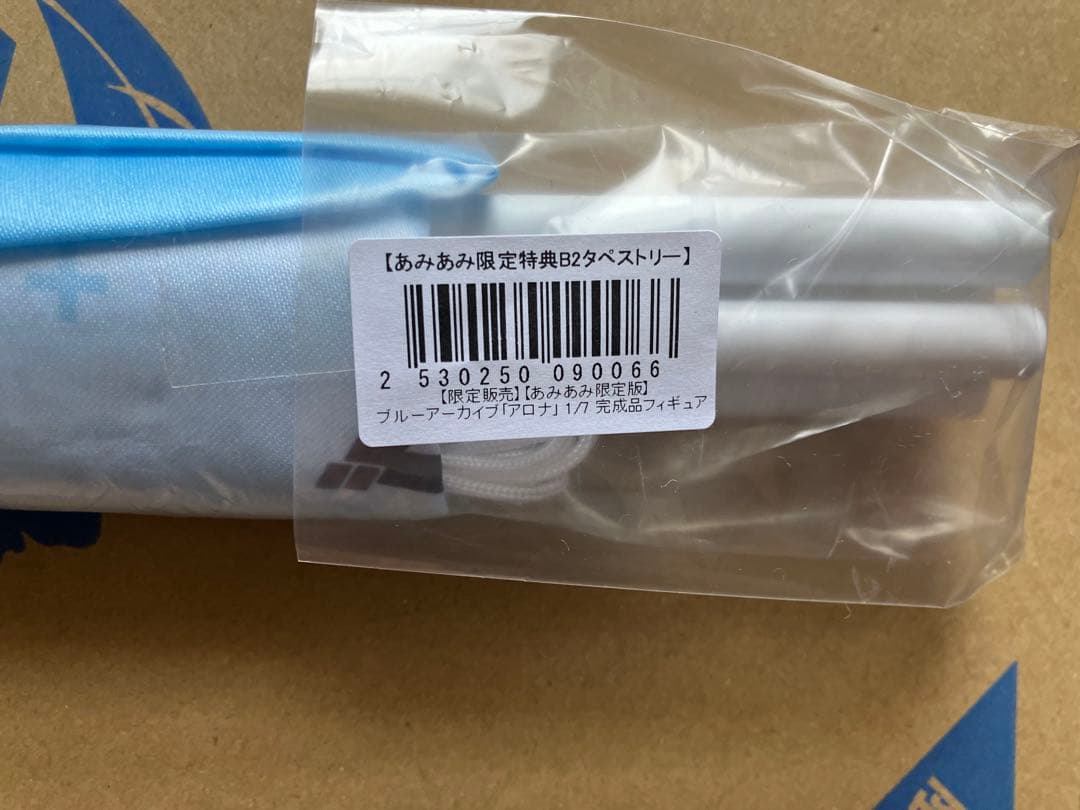 【あみあみ限定特典B2タペストリー】
2 530250 090066
【限定販売】【あみあみ限定版】
ブルーアーカイブ「アロナ」 1/7 完成品フィギュア